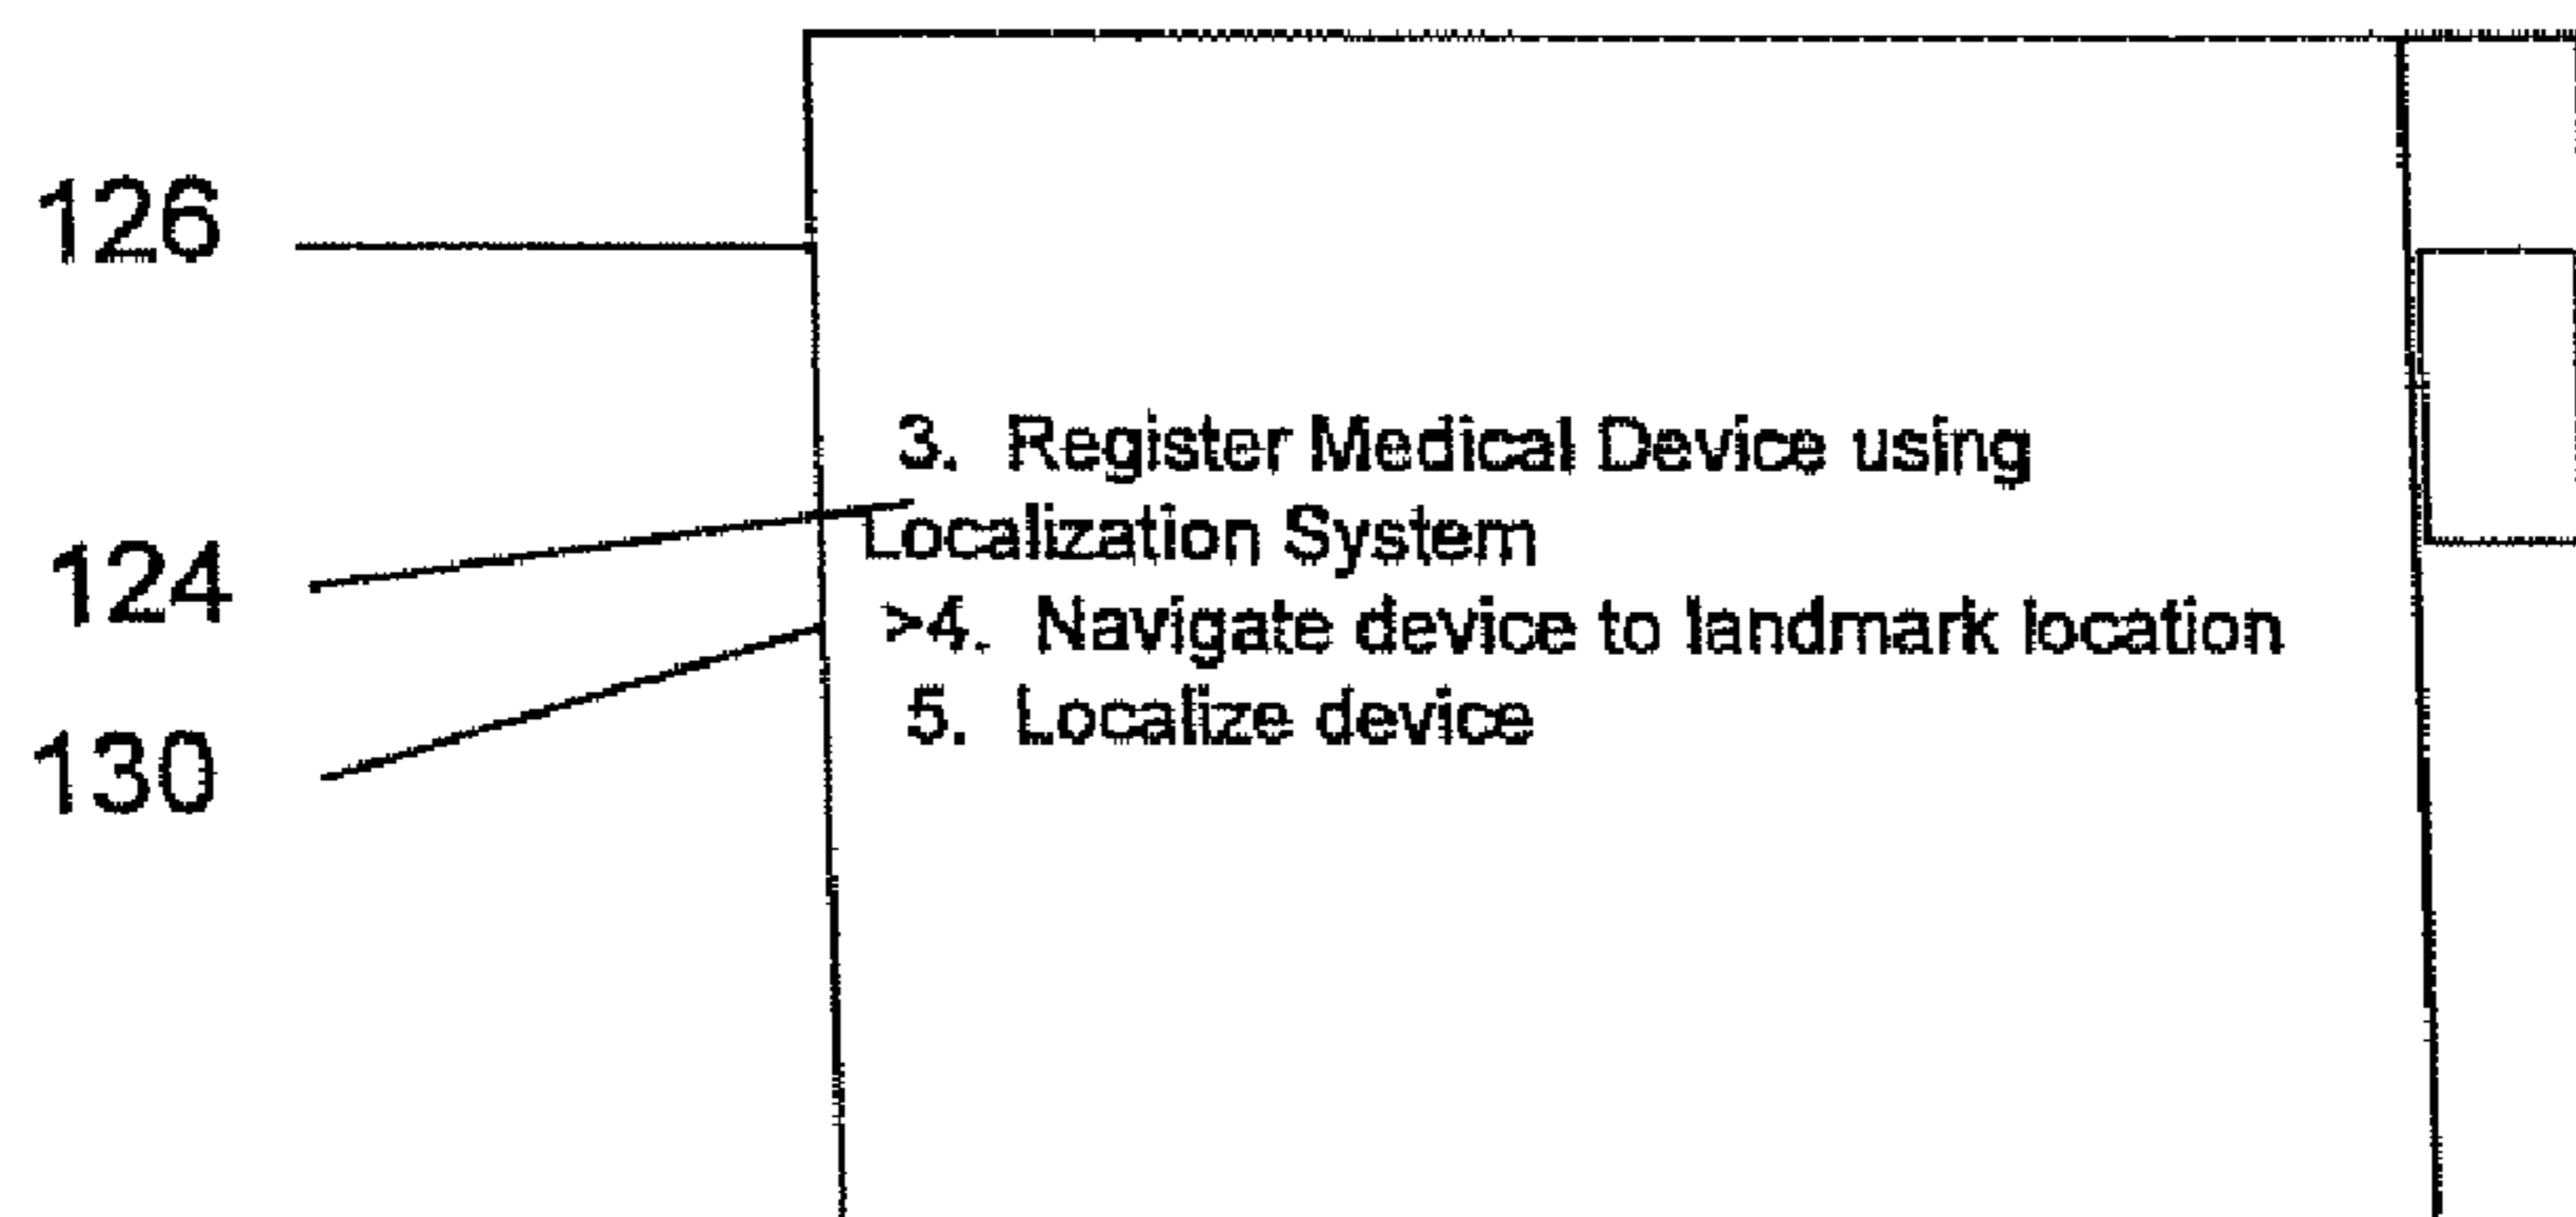 126
3. Register Medical Device using
124
Localization System
>4. Navigate device to landmark location
130
5. Localize device